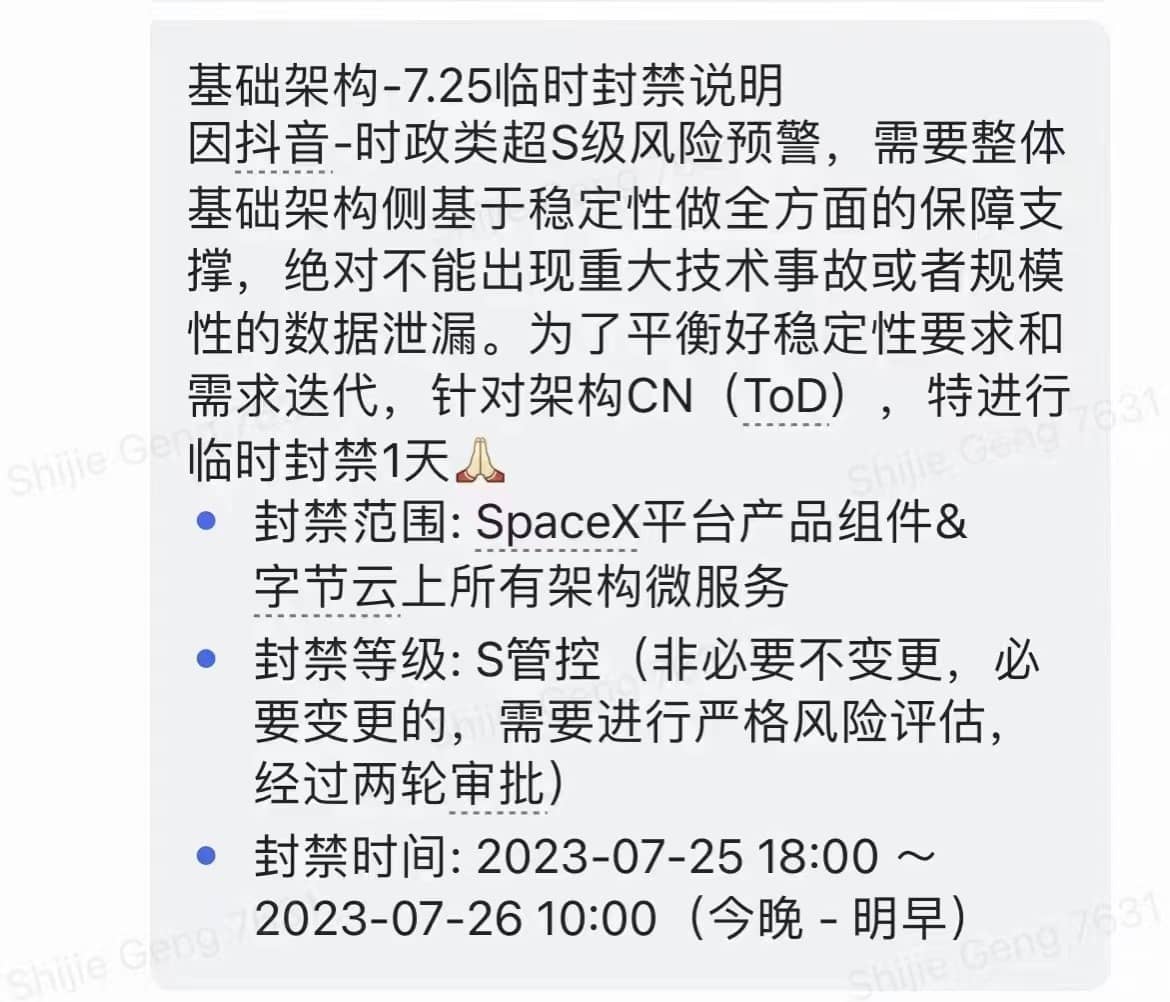 基础架构-7.25临时封禁说明
因抖音-时政类超S级风险预警，需要整体
基础架构侧基于稳定性做全方面的保障支
撑，绝对不能出现重大技术事故或者规模
性的数据泄漏。为了平衡好稳定性要求和
需求迭代，针对架构CN（ToD），特进行
临时封禁1天🙏
• 封禁范围: SpaceX平台产品组件&
字节云上所有架构微服务
• 封禁等级: S管控（非必要不变更，必
要变更的，需要进行严格风险评估，
经过两轮审批）
• 封禁时间: 2023-07-25 18:00 ～
2023-07-26 10:00（今晚 - 明早）
Shijie Geng 7631
Shijie Geng 7631
Shijie Geng 7631
Shijie Geng 7631